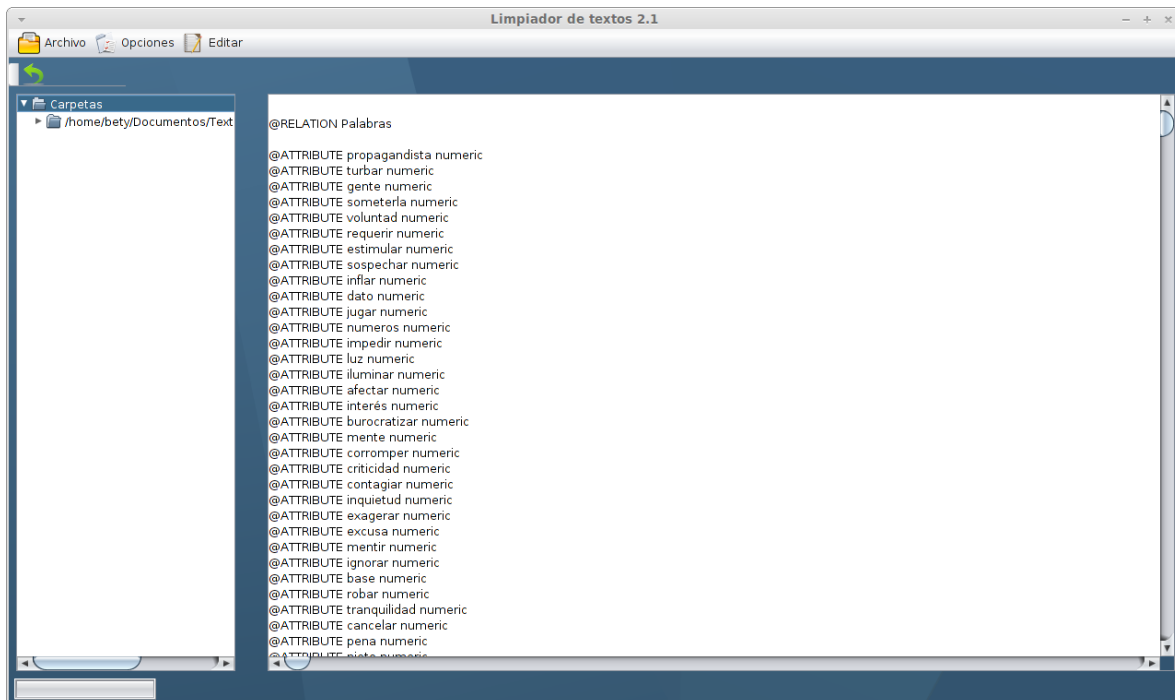 Limpiador de textos 2.1
Archivo Opciones Editar
Carpetas
/home/bety/Documentos/Text
@RELATION Palabras
@ATTRIBUTE propagandista numeric
@ATTRIBUTE turbar numeric
@ATTRIBUTE gente numeric
@ATTRIBUTE someterla numeric
@ATTRIBUTE voluntad numeric
@ATTRIBUTE requerir numeric
@ATTRIBUTE estimular numeric
@ATTRIBUTE sospechar numeric
@ATTRIBUTE inflar numeric
@ATTRIBUTE dato numeric
@ATTRIBUTE jugar numeric
@ATTRIBUTE numeros numeric
@ATTRIBUTE impedir numeric
@ATTRIBUTE luz numeric
@ATTRIBUTE iluminar numeric
@ATTRIBUTE afectar numeric
@ATTRIBUTE interés numeric
@ATTRIBUTE burocratizar numeric
@ATTRIBUTE mente numeric
@ATTRIBUTE corromper numeric
@ATTRIBUTE criticidad numeric
@ATTRIBUTE contagiar numeric
@ATTRIBUTE inquietud numeric
@ATTRIBUTE exagerar numeric
@ATTRIBUTE excusa numeric
@ATTRIBUTE mentir numeric
@ATTRIBUTE ignorar numeric
@ATTRIBUTE base numeric
@ATTRIBUTE robar numeric
@ATTRIBUTE tranquilidad numeric
@ATTRIBUTE cancelar numeric
@ATTRIBUTE pena numeric
@ATTRIBUTE numeric